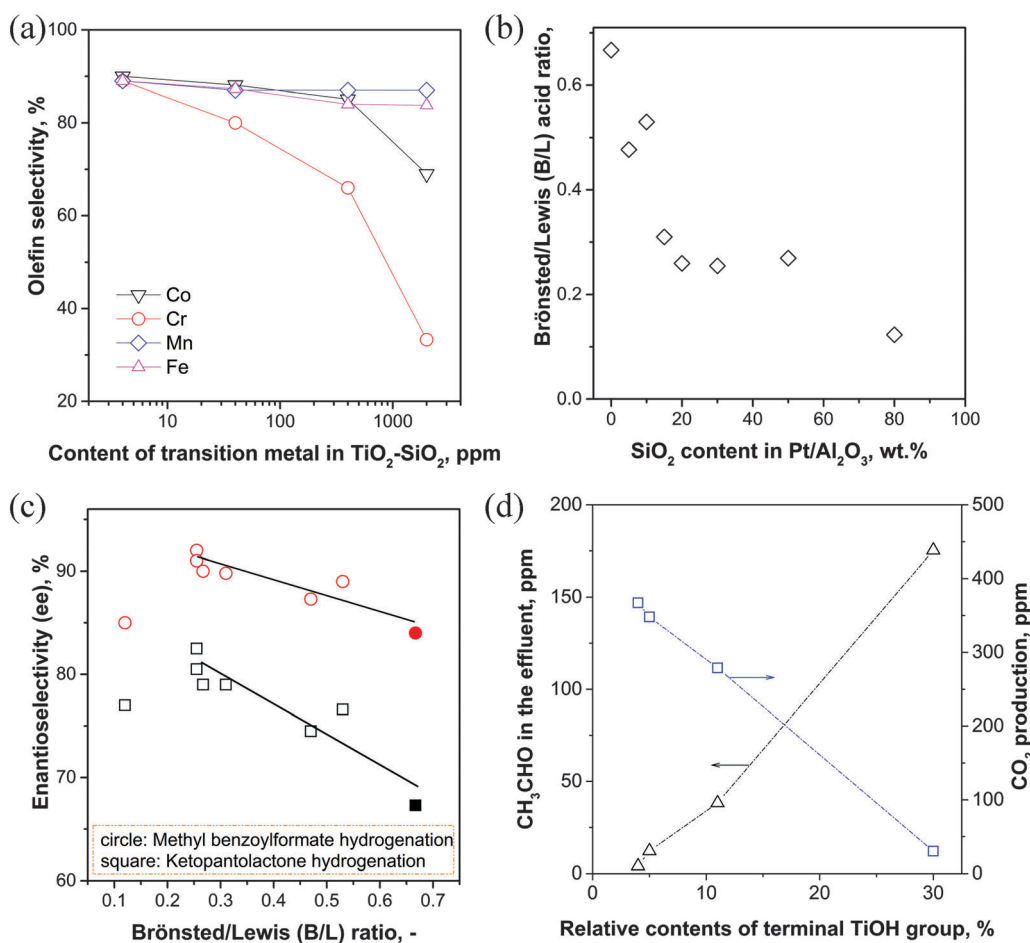 (a)
100
80
60
40
20
10
100
1000
Olefin selectivity, %
Co
Cr
Mn
Fe
Content of transition metal in TiO₂-SiO₂, ppm
(b)
0.6
0.4
0.2
0.0
0
20
40
60
80
100
Brönsted/Lewis (B/L) acid ratio,
SiO₂ content in Pt/Al₂O₃, wt.%
(c)
90
80
70
60
0.1
0.2
0.3
0.4
0.5
0.6
0.7
Enantioselectivity (ee), %
circle: Methyl benzoylformate hydrogenation
square: Ketopantolactone hydrogenation
Brönsted/Lewis (B/L) ratio, -
(d)
200
150
100
50
0
500
400
300
200
100
0
0
10
20
30
CH₃CHO in the effluent, ppm
CO₂ production, ppm
Relative contents of terminal TiOH group, %